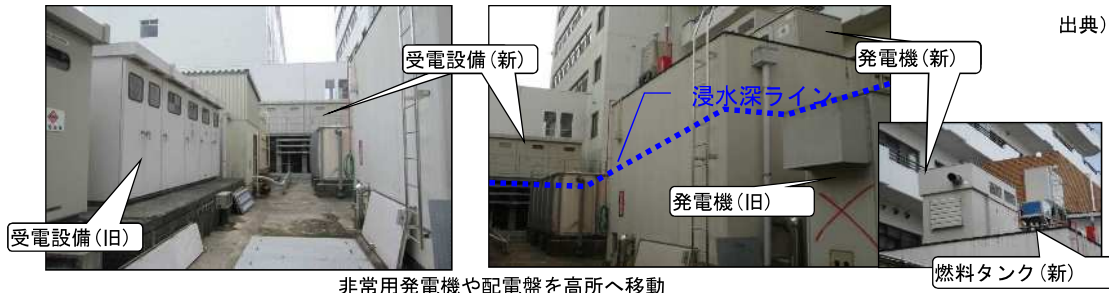 出典)
受電設備(新)
発電機(新)
浸水深ライン
発電機(旧)
受電設備(旧)
燃料タンク(新)
非常用発電機や配電盤を高所へ移動